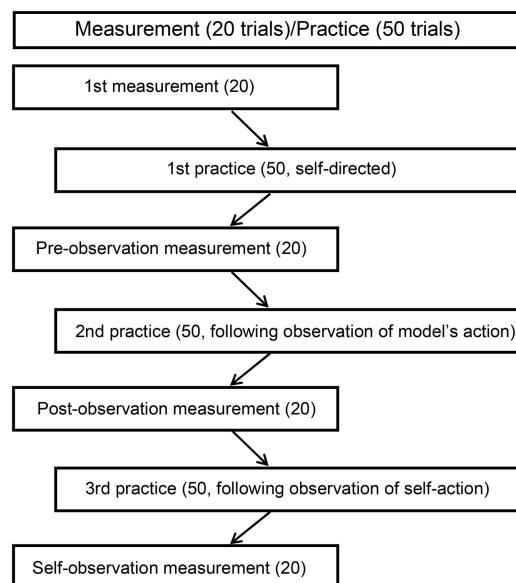 Measurement (20 trials)/Practice (50 trials)
1st measurement (20)
1st practice (50, self-directed)
Pre-observation measurement (20)
2nd practice (50, following observation of model's action)
Post-observation measurement (20)
3rd practice (50, following observation of self-action)
Self-observation measurement (20)